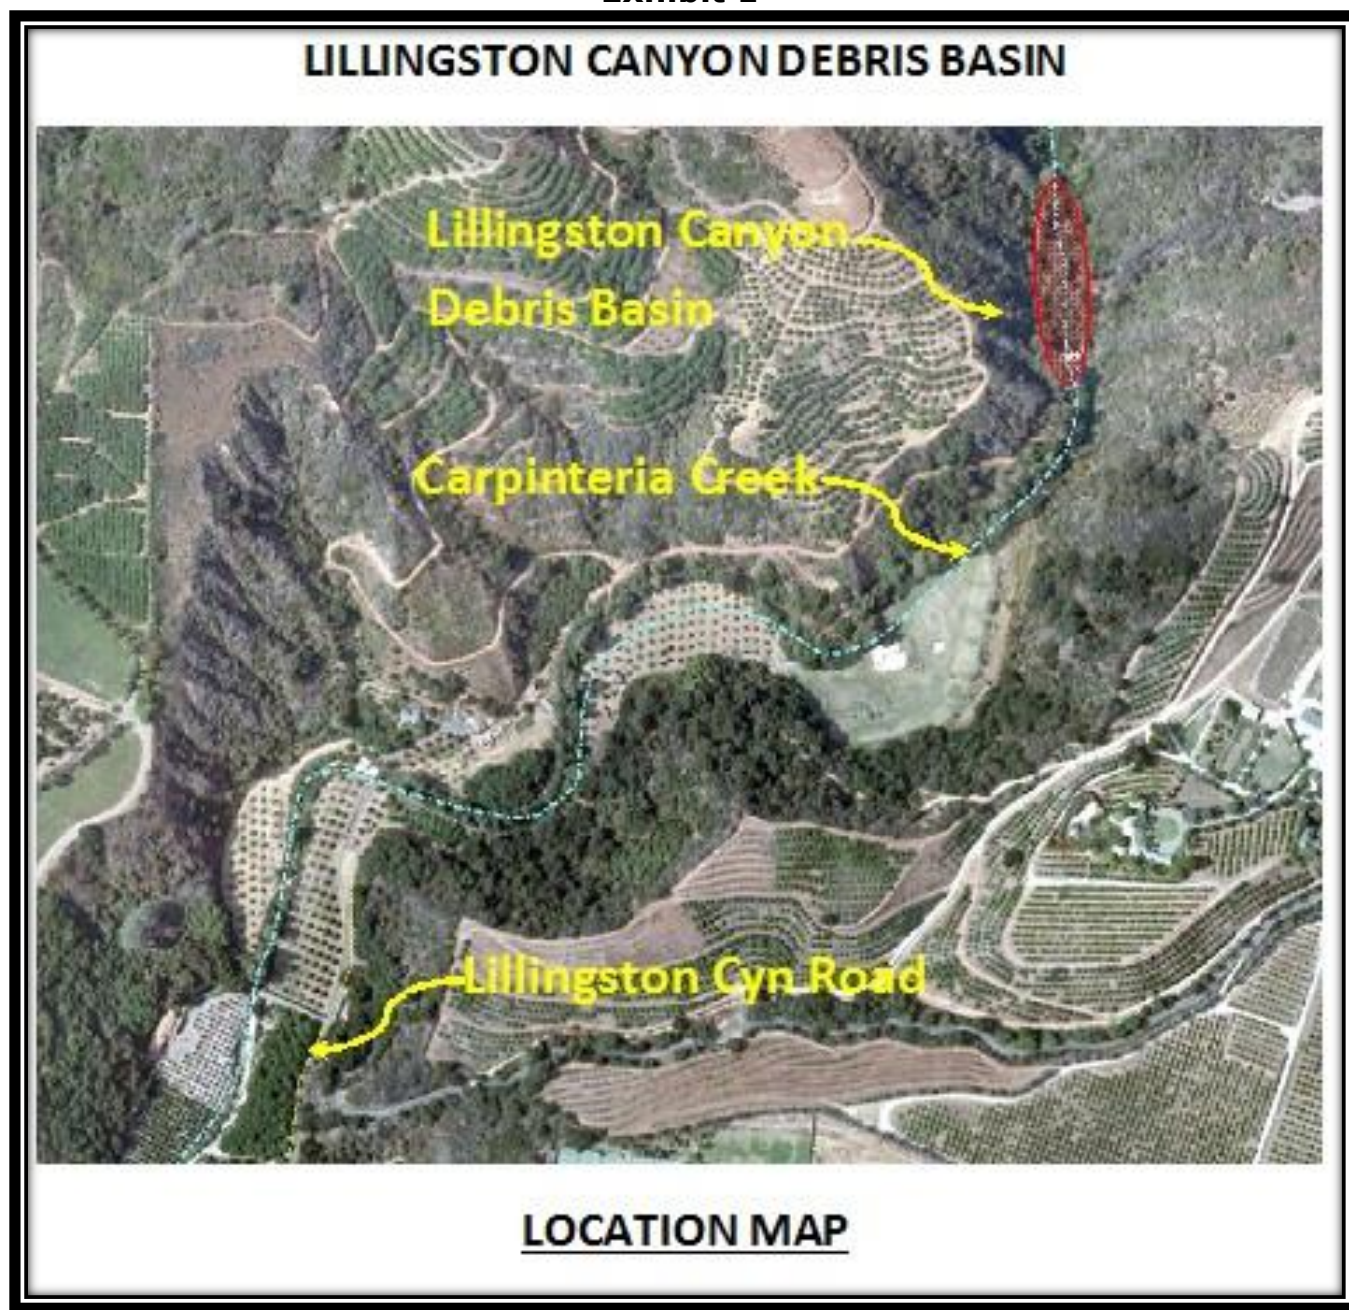 LILLINGSTON CANYON DEBRIS BASIN
Lillingston Canyon
Debris Basin
Carpinteria Creek
Lillingston Cyn Road
LOCATION MAP